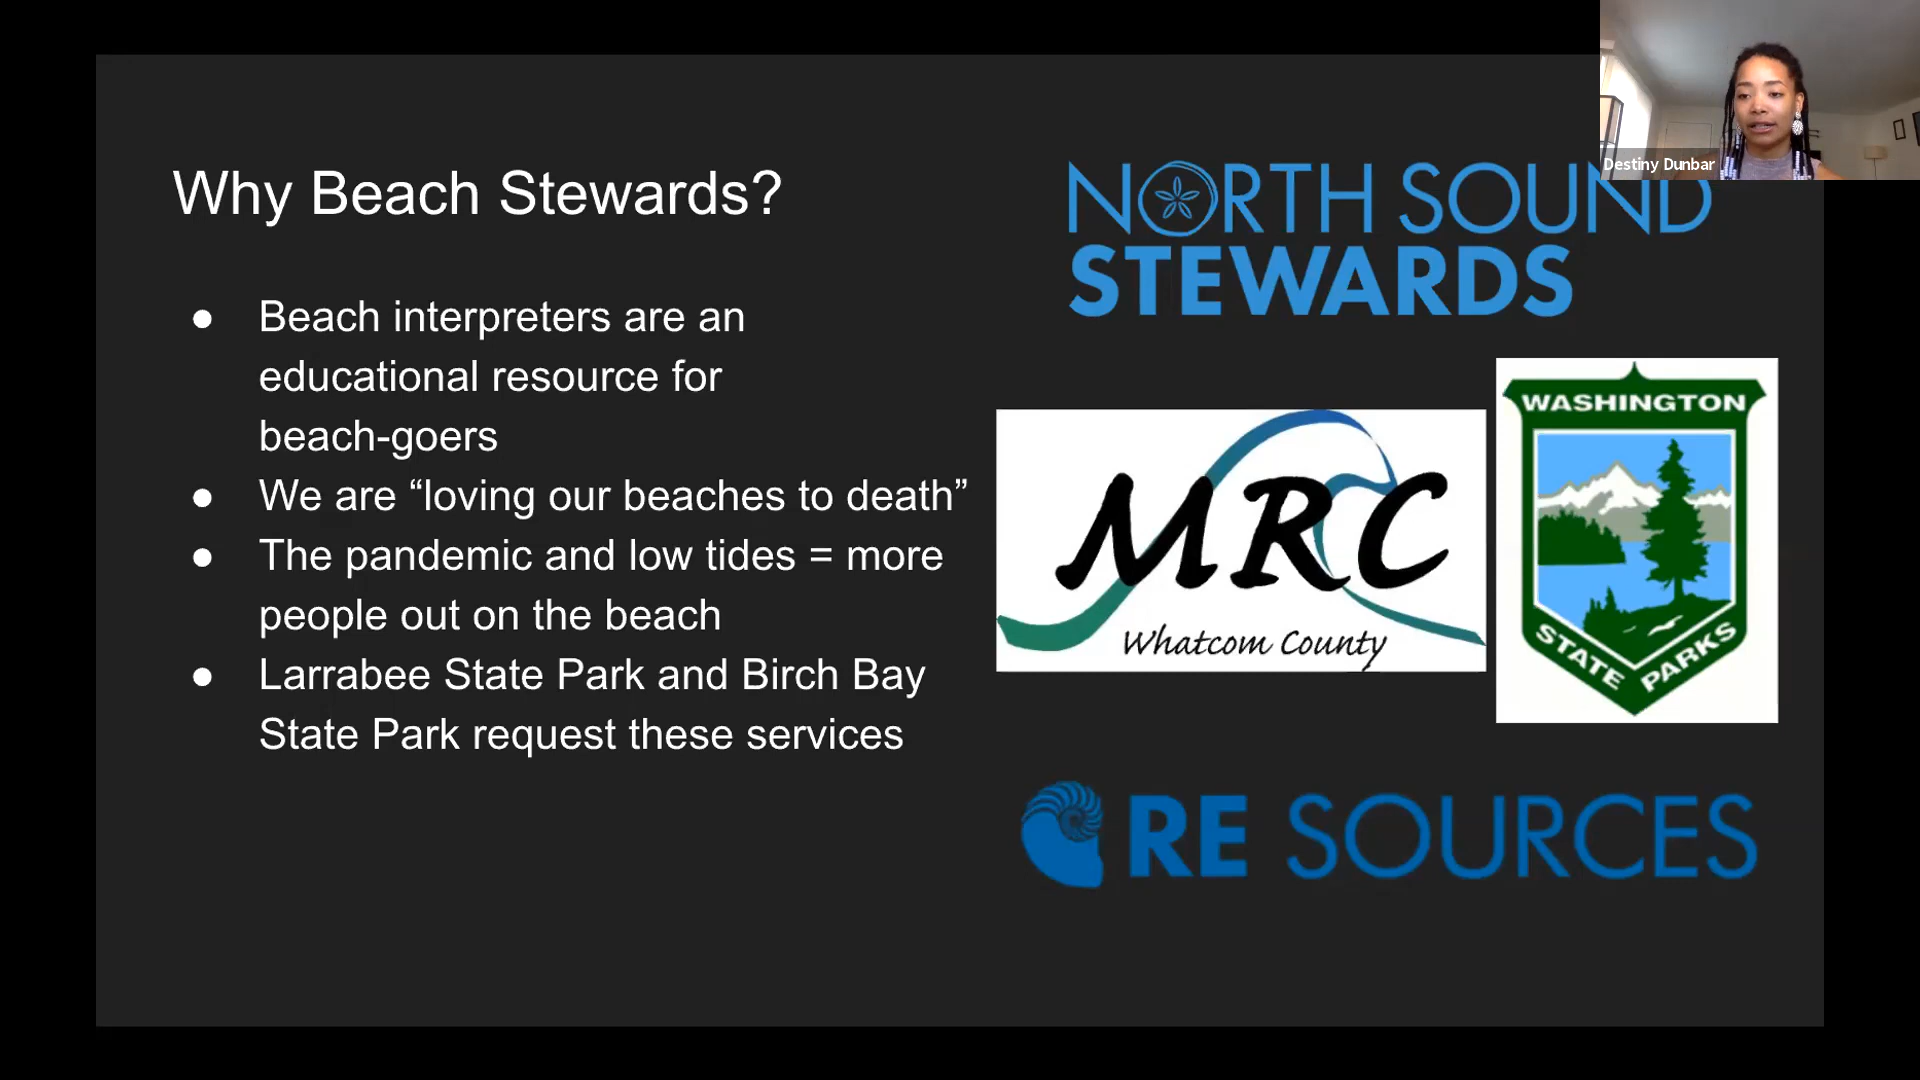 Destiny Dunbar
Why Beach Stewards?
● Beach interpreters are an
educational resource for
beach-goers
● We are “loving our beaches to death”
● The pandemic and low tides = more
people out on the beach
● Larrabee State Park and Birch Bay
State Park request these services
NORTH SOUND
STEWARDS
MRC
Whatcom County
WASHINGTON
STATE PARKS
RE SOURCES